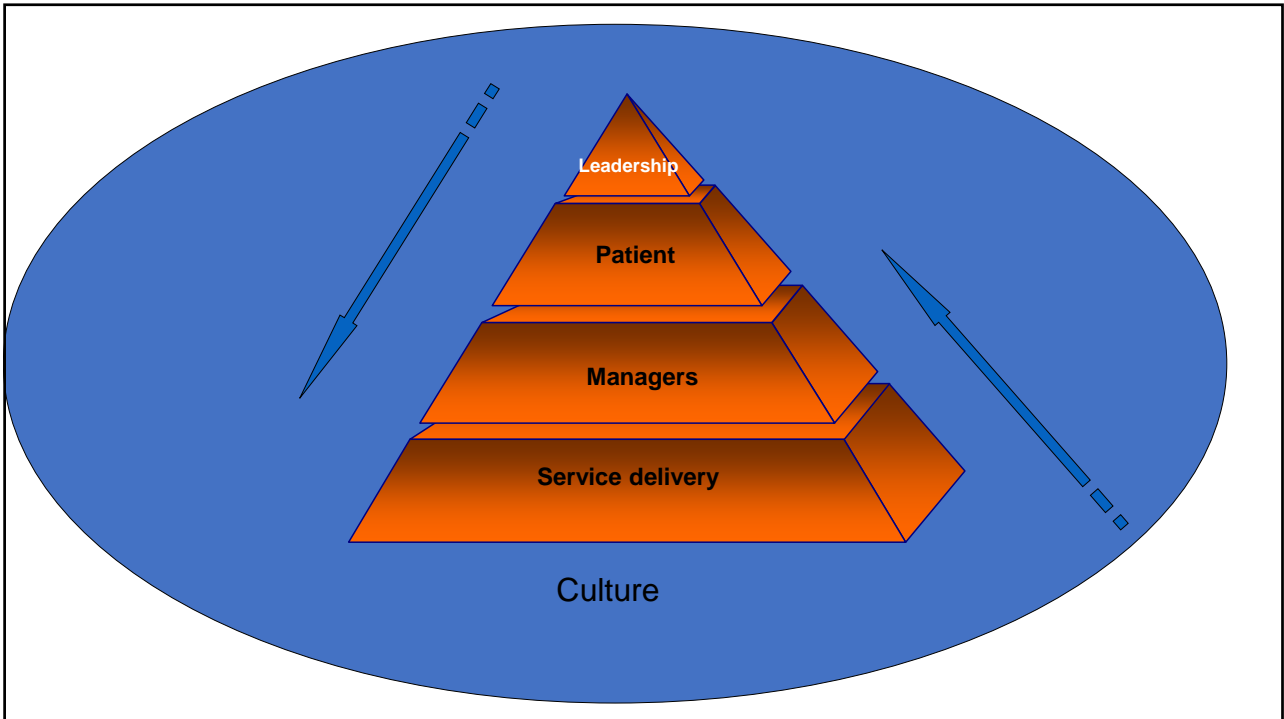 Leadership
Patient
Managers
Service delivery
Culture